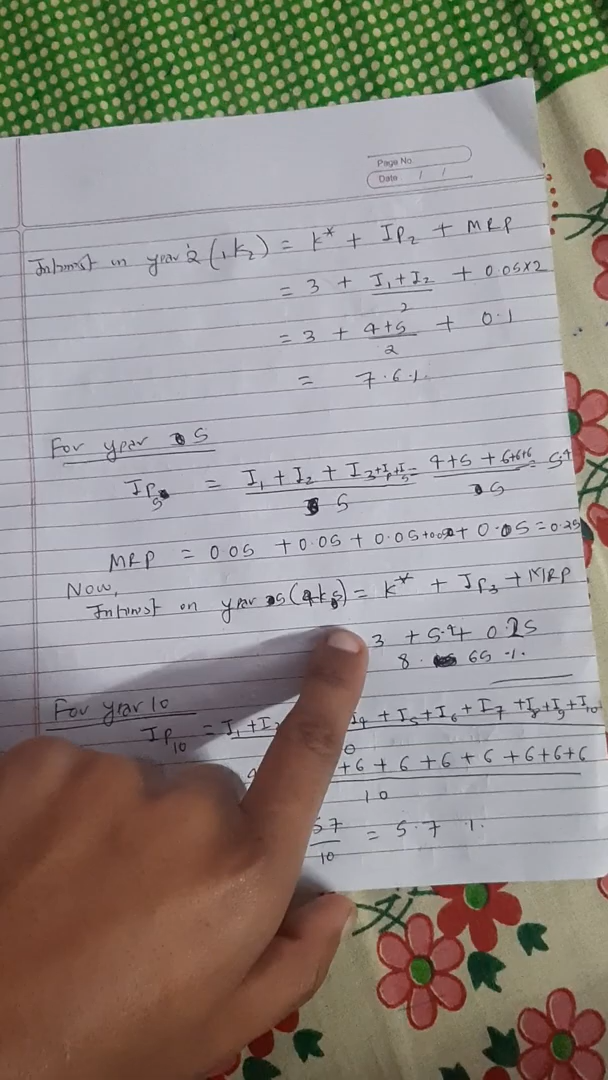 Page No.
Date / /
Interest in year 2 (1k2) = k* + IP2 + MRP
= 3 + I1+I2/2 + 0.05×2
= 3 + 4+5/2 + 0.1
= 7.6%
For year 5
IP5 = I1 + I2 + I3+I4+I5/5 = 4+5+6+6+6/5 = 5.4
MRP = 0.05 + 0.05 + 0.05 + 0.05 + 0.05 = 0.25
Now,
Interest on year 5 = k* + IP3 + MRP
3 + 5.4 + 0.25
8.65%
For year 10
IP10 = I1+I2 I4 + I5+I6+I7+I8+I9+I10
+6+6+6+6+6+6+6
10
57/10 = 5.7%